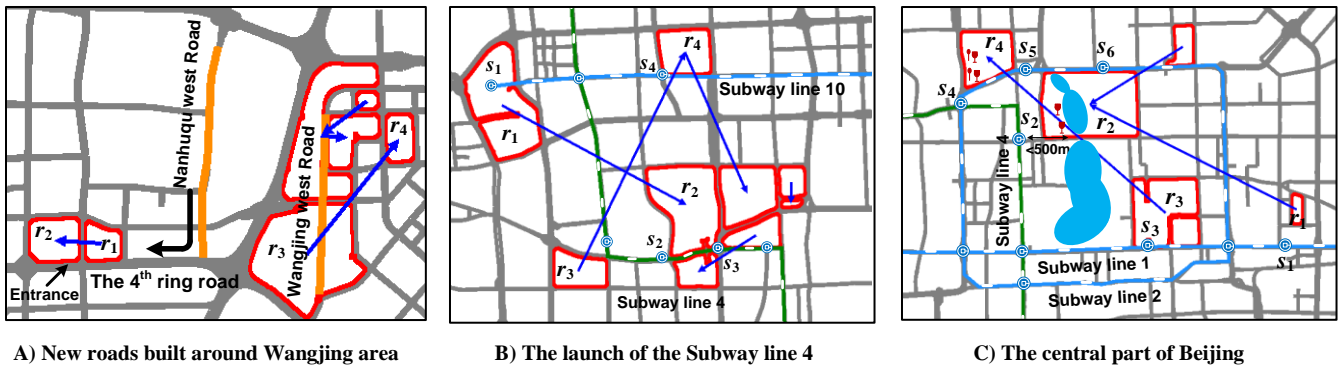 Nanhuqu west Road
Wangjing west Road
r4
r2
r1
r3
Entrance
The 4th ring road
A) New roads built around Wangjing area
s1
r4
s4
Subway line 10
r1
r2
s2
s3
r3
Subway line 4
B) The launch of the Subway line 4
r4
s5
s6
s4
s2
r2
<500m
Subway line 4
r3
r1
s3
s1
Subway line 1
Subway line 2
C) The central part of Beijing